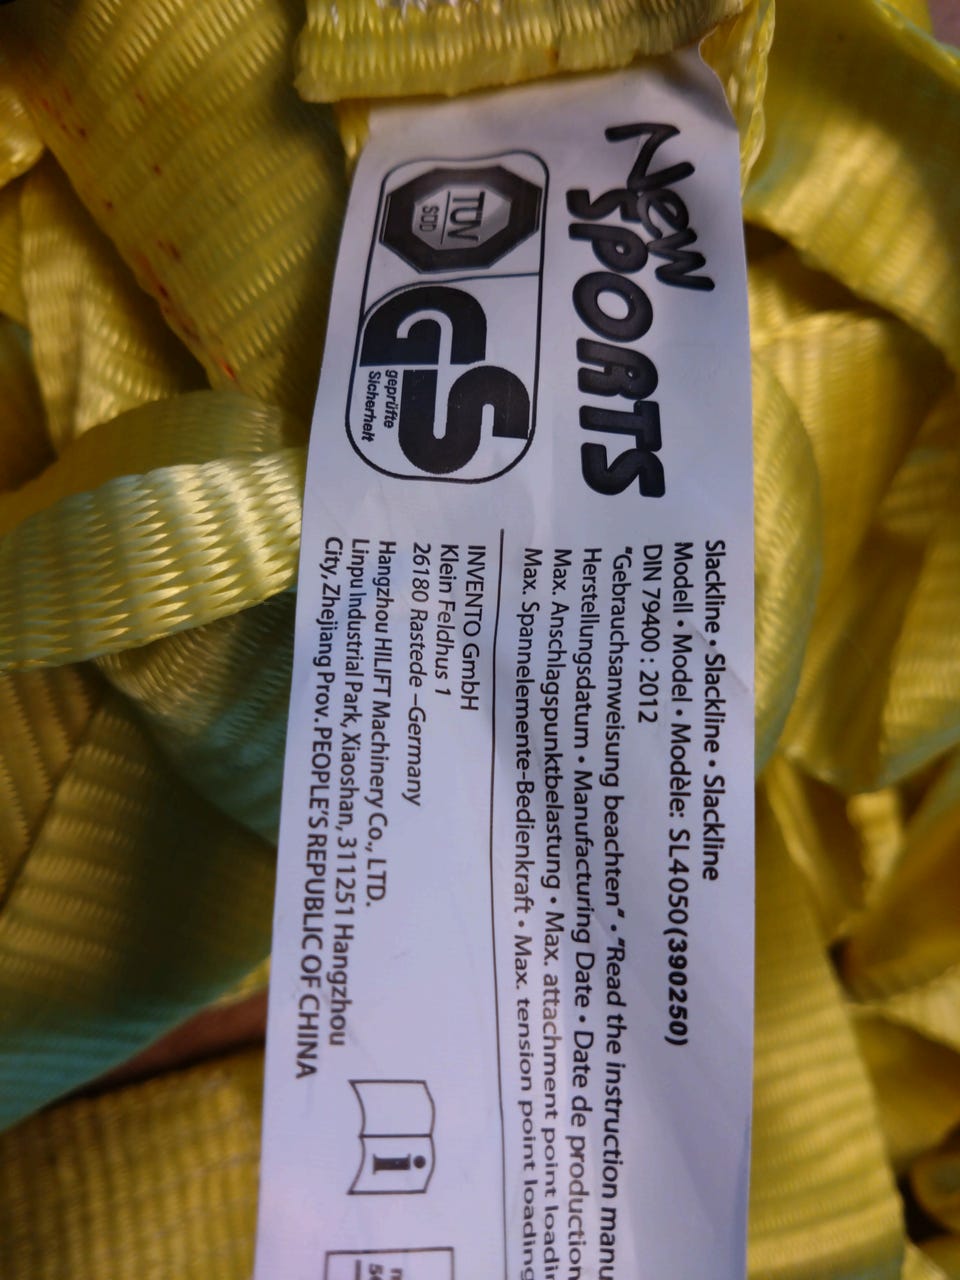 New
SPORTS
TÜV
SÜD
GS
geprüfte
Sicherheit
Slackline • Slackline • Slackline
Modell • Model • Modèle: SL4050(390250)
DIN 79400 : 2012
"Gebrauchsanweisung beachten" • "Read the instruction manu
Herstellungsdatum • Manufacturing Date • Date de production
Max. Anschlagspunktbelastung • Max. attachment point loadin
Max. Spannelemente-Bedienkraft • Max. tension point loading
INVENTO GmbH
Klein Feldhus 1
26180 Rastede –Germany
Hangzhou HILIFT Machinery Co., LTD.
Linpu Industrial Park, Xiaoshan, 311251 Hangzhou
City, Zhejiang Prov. PEOPLE'S REPUBLIC OF CHINA
i